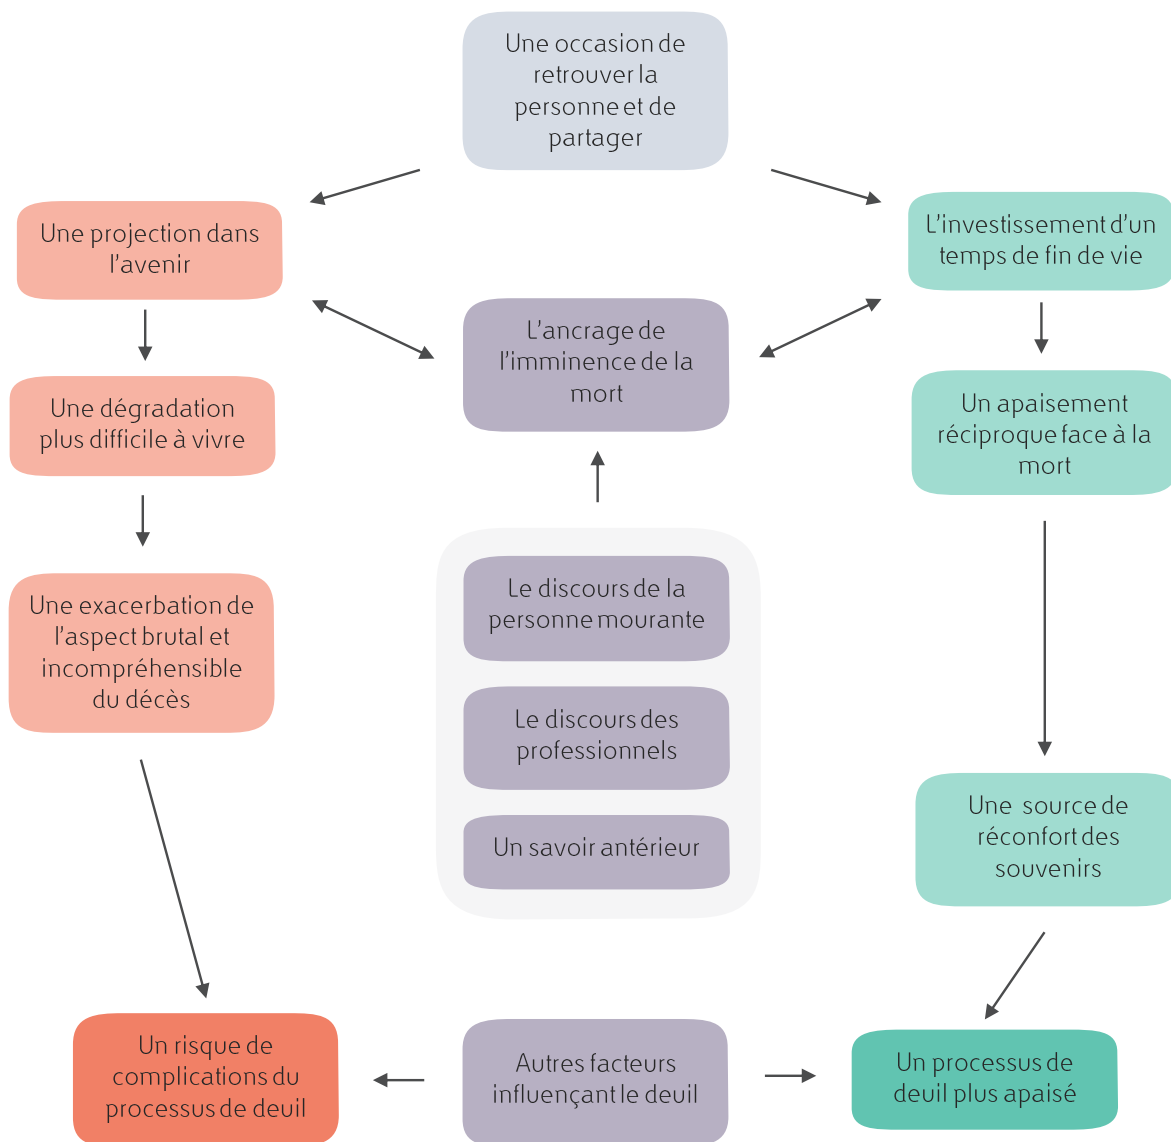 Une occasion de
retrouver la
personne et de
partager
Une projection dans
l'avenir
L'investissement d'un
temps de fin de vie
L'ancrage de
l'imminence de la
mort
Une dégradation
plus difficile à vivre
Un apaisement
réciproque face à la
mort
Une exacerbation de
l'aspect brutal et
incompréhensible
du décès
Le discours de la
personne mourante
Le discours des
professionnels
Un savoir antérieur
Une source de
réconfort des
souvenirs
Un risque de
complications du
processus de deuil
Autres facteurs
influençant le deuil
Un processus de
deuil plus apaisé